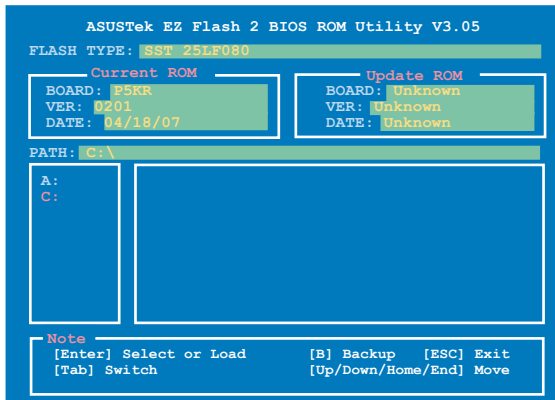 ASUSTek EZ Flash 2 BIOS ROM Utility V3.05
FLASH TYPE: SST 25LF080
Current ROM
BOARD: P5KR
VER: 0201
DATE: 04/18/07
Update ROM
BOARD: Unknown
VER: Unknown
DATE: Unknown
PATH: C:\
A:
C:
Note
[Enter] Select or Load [B] Backup [ESC] Exit
[Tab] Switch [Up/Down/Home/End] Move